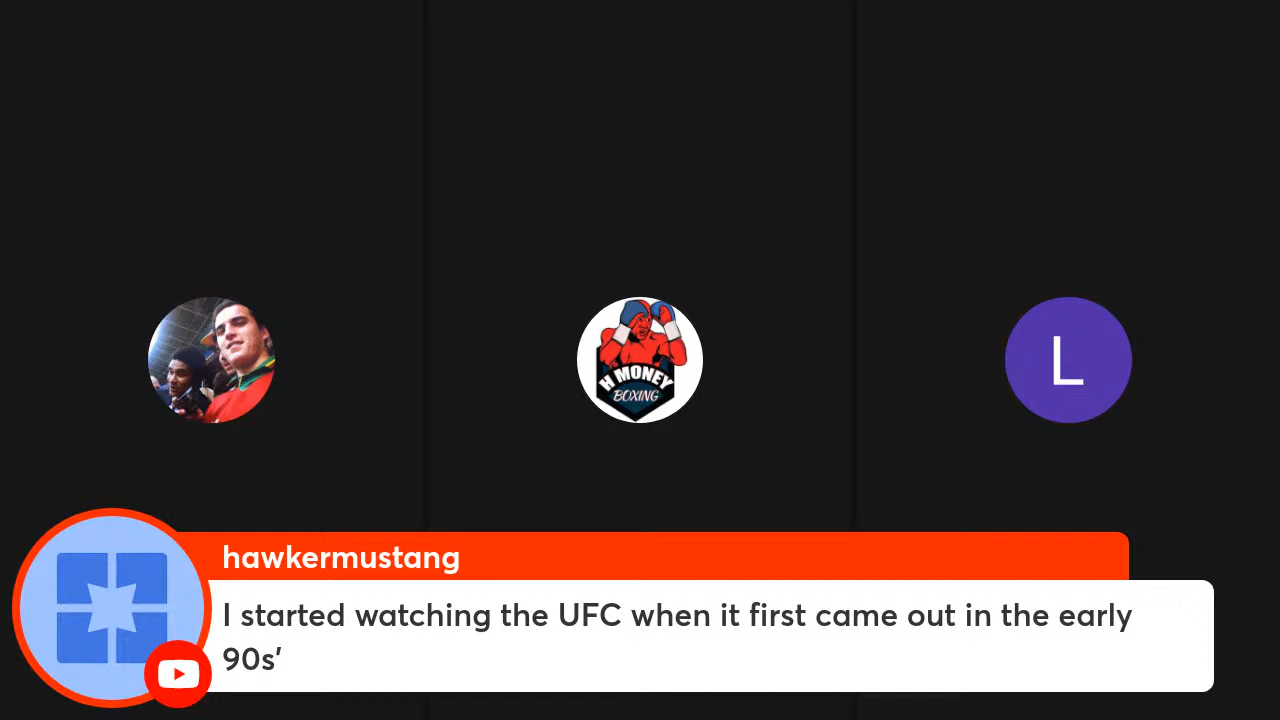 H MONEY
BOXING
L
hawkermustang
I started watching the UFC when it first came out in the early
90s'